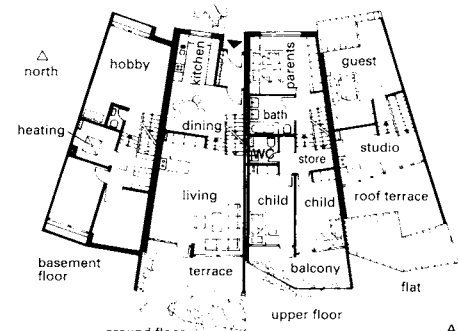 north
hobby
kitchen
parents
guest
heating
dining
bath
WC
store
studio
living
child
child
roof terrace
basement
floor
terrace
balcony
flat
upper floor
ground floor
A